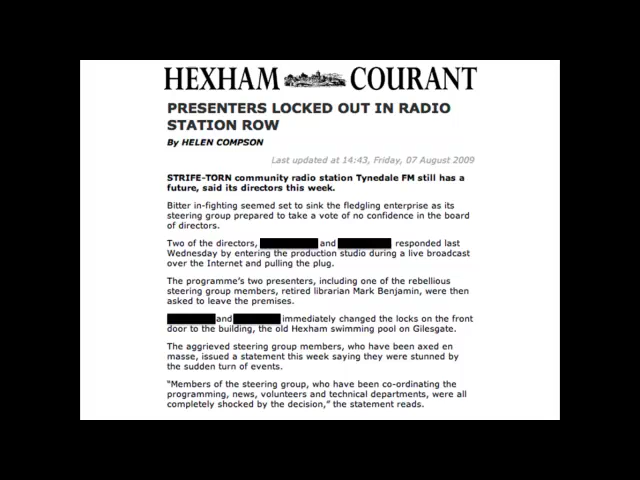 HEXHAM COURANT
PRESENTERS LOCKED OUT IN RADIO
STATION ROW
By HELEN COMPSON
Last updated at 14:43, Friday, 07 August 2009
STRIFE-TORN community radio station Tynedale FM still has a
future, said its directors this week.
Bitter in-fighting seemed set to sink the fledgling enterprise as its
steering group prepared to take a vote of no confidence in the board
of directors.
Two of the directors, and responded last
Wednesday by entering the production studio during a live broadcast
over the Internet and pulling the plug.
The programme's two presenters, including one of the rebellious
steering group members, retired librarian Mark Benjamin, were then
asked to leave the premises.
and immediately changed the locks on the front
door to the building, the old Hexham swimming pool on Gilesgate.
The aggrieved steering group members, who have been axed en
masse, issued a statement this week saying they were stunned by
the sudden turn of events.
“Members of the steering group, who have been co-ordinating the
programming, news, volunteers and technical departments, were all
completely shocked by the decision,” the statement reads.